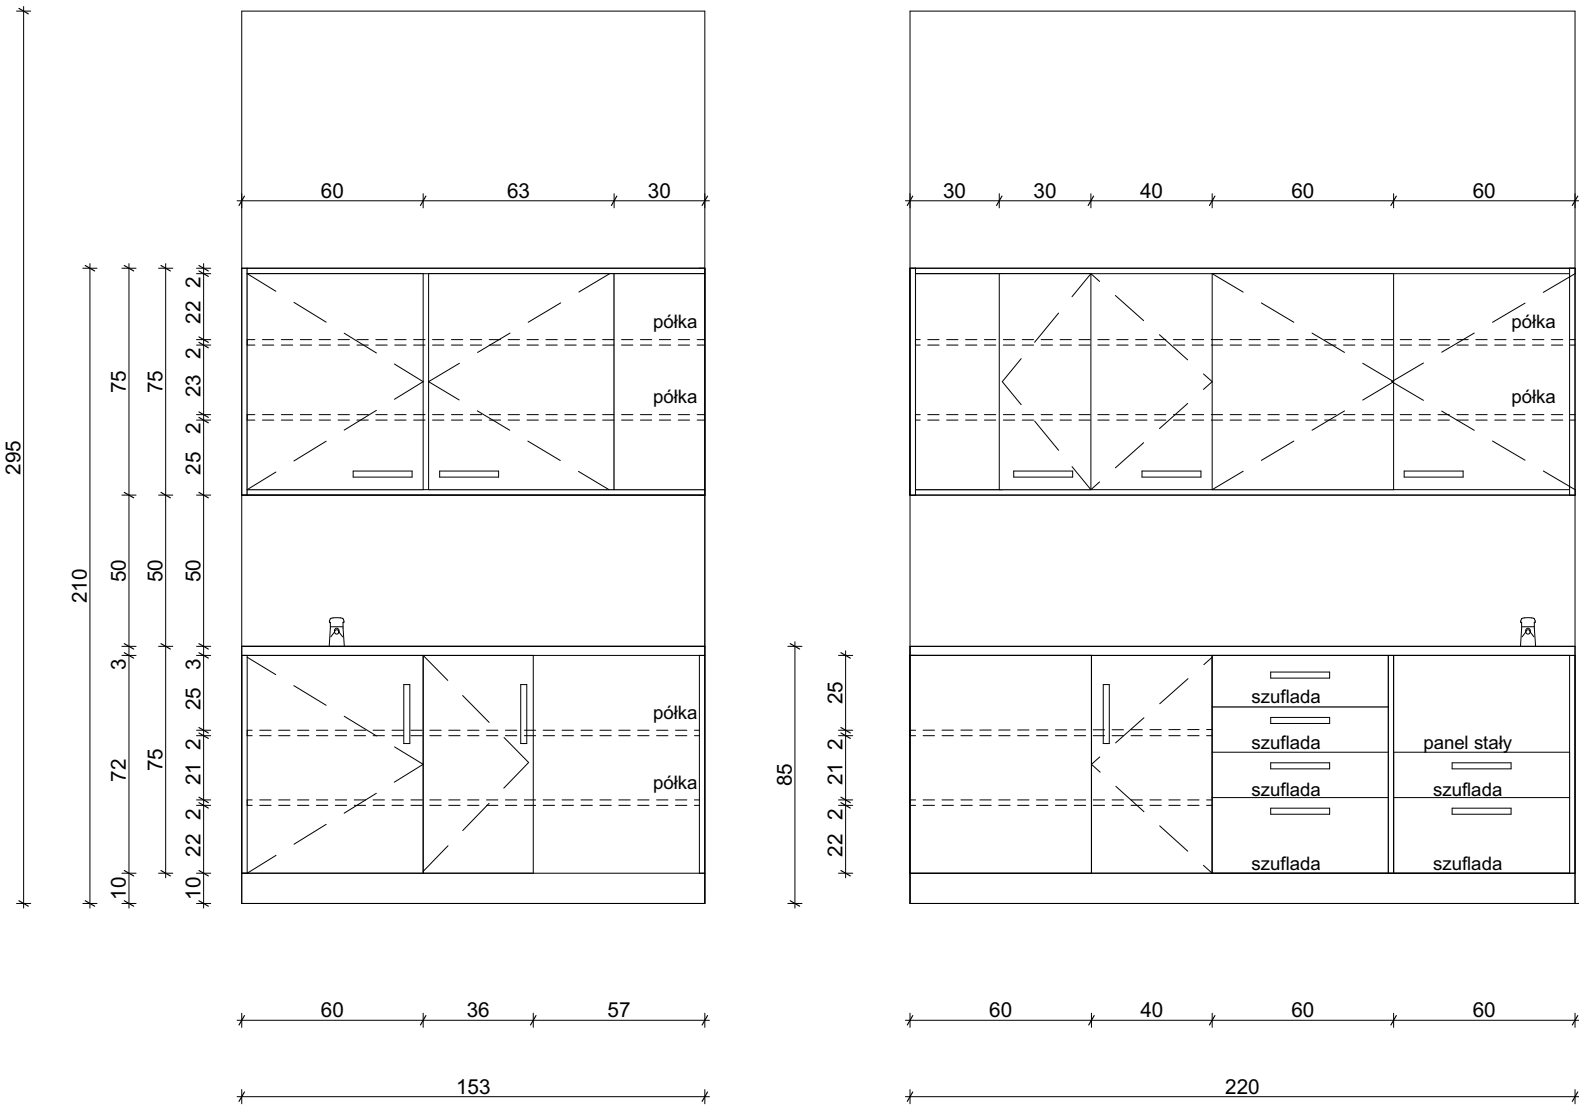 60 63 30
30 30 40 60 60
295
210
75 50 3 72 10
75 50 75
2 22 2 23 2 25 50 3 25 2 21 2 22 10
półka
półka
półka
półka
półka
półka
85
25 2 21 2 22
szuflada
szuflada
szuflada
szuflada
panel stały
szuflada
szuflada
60 36 57
60 40 60 60
153
220